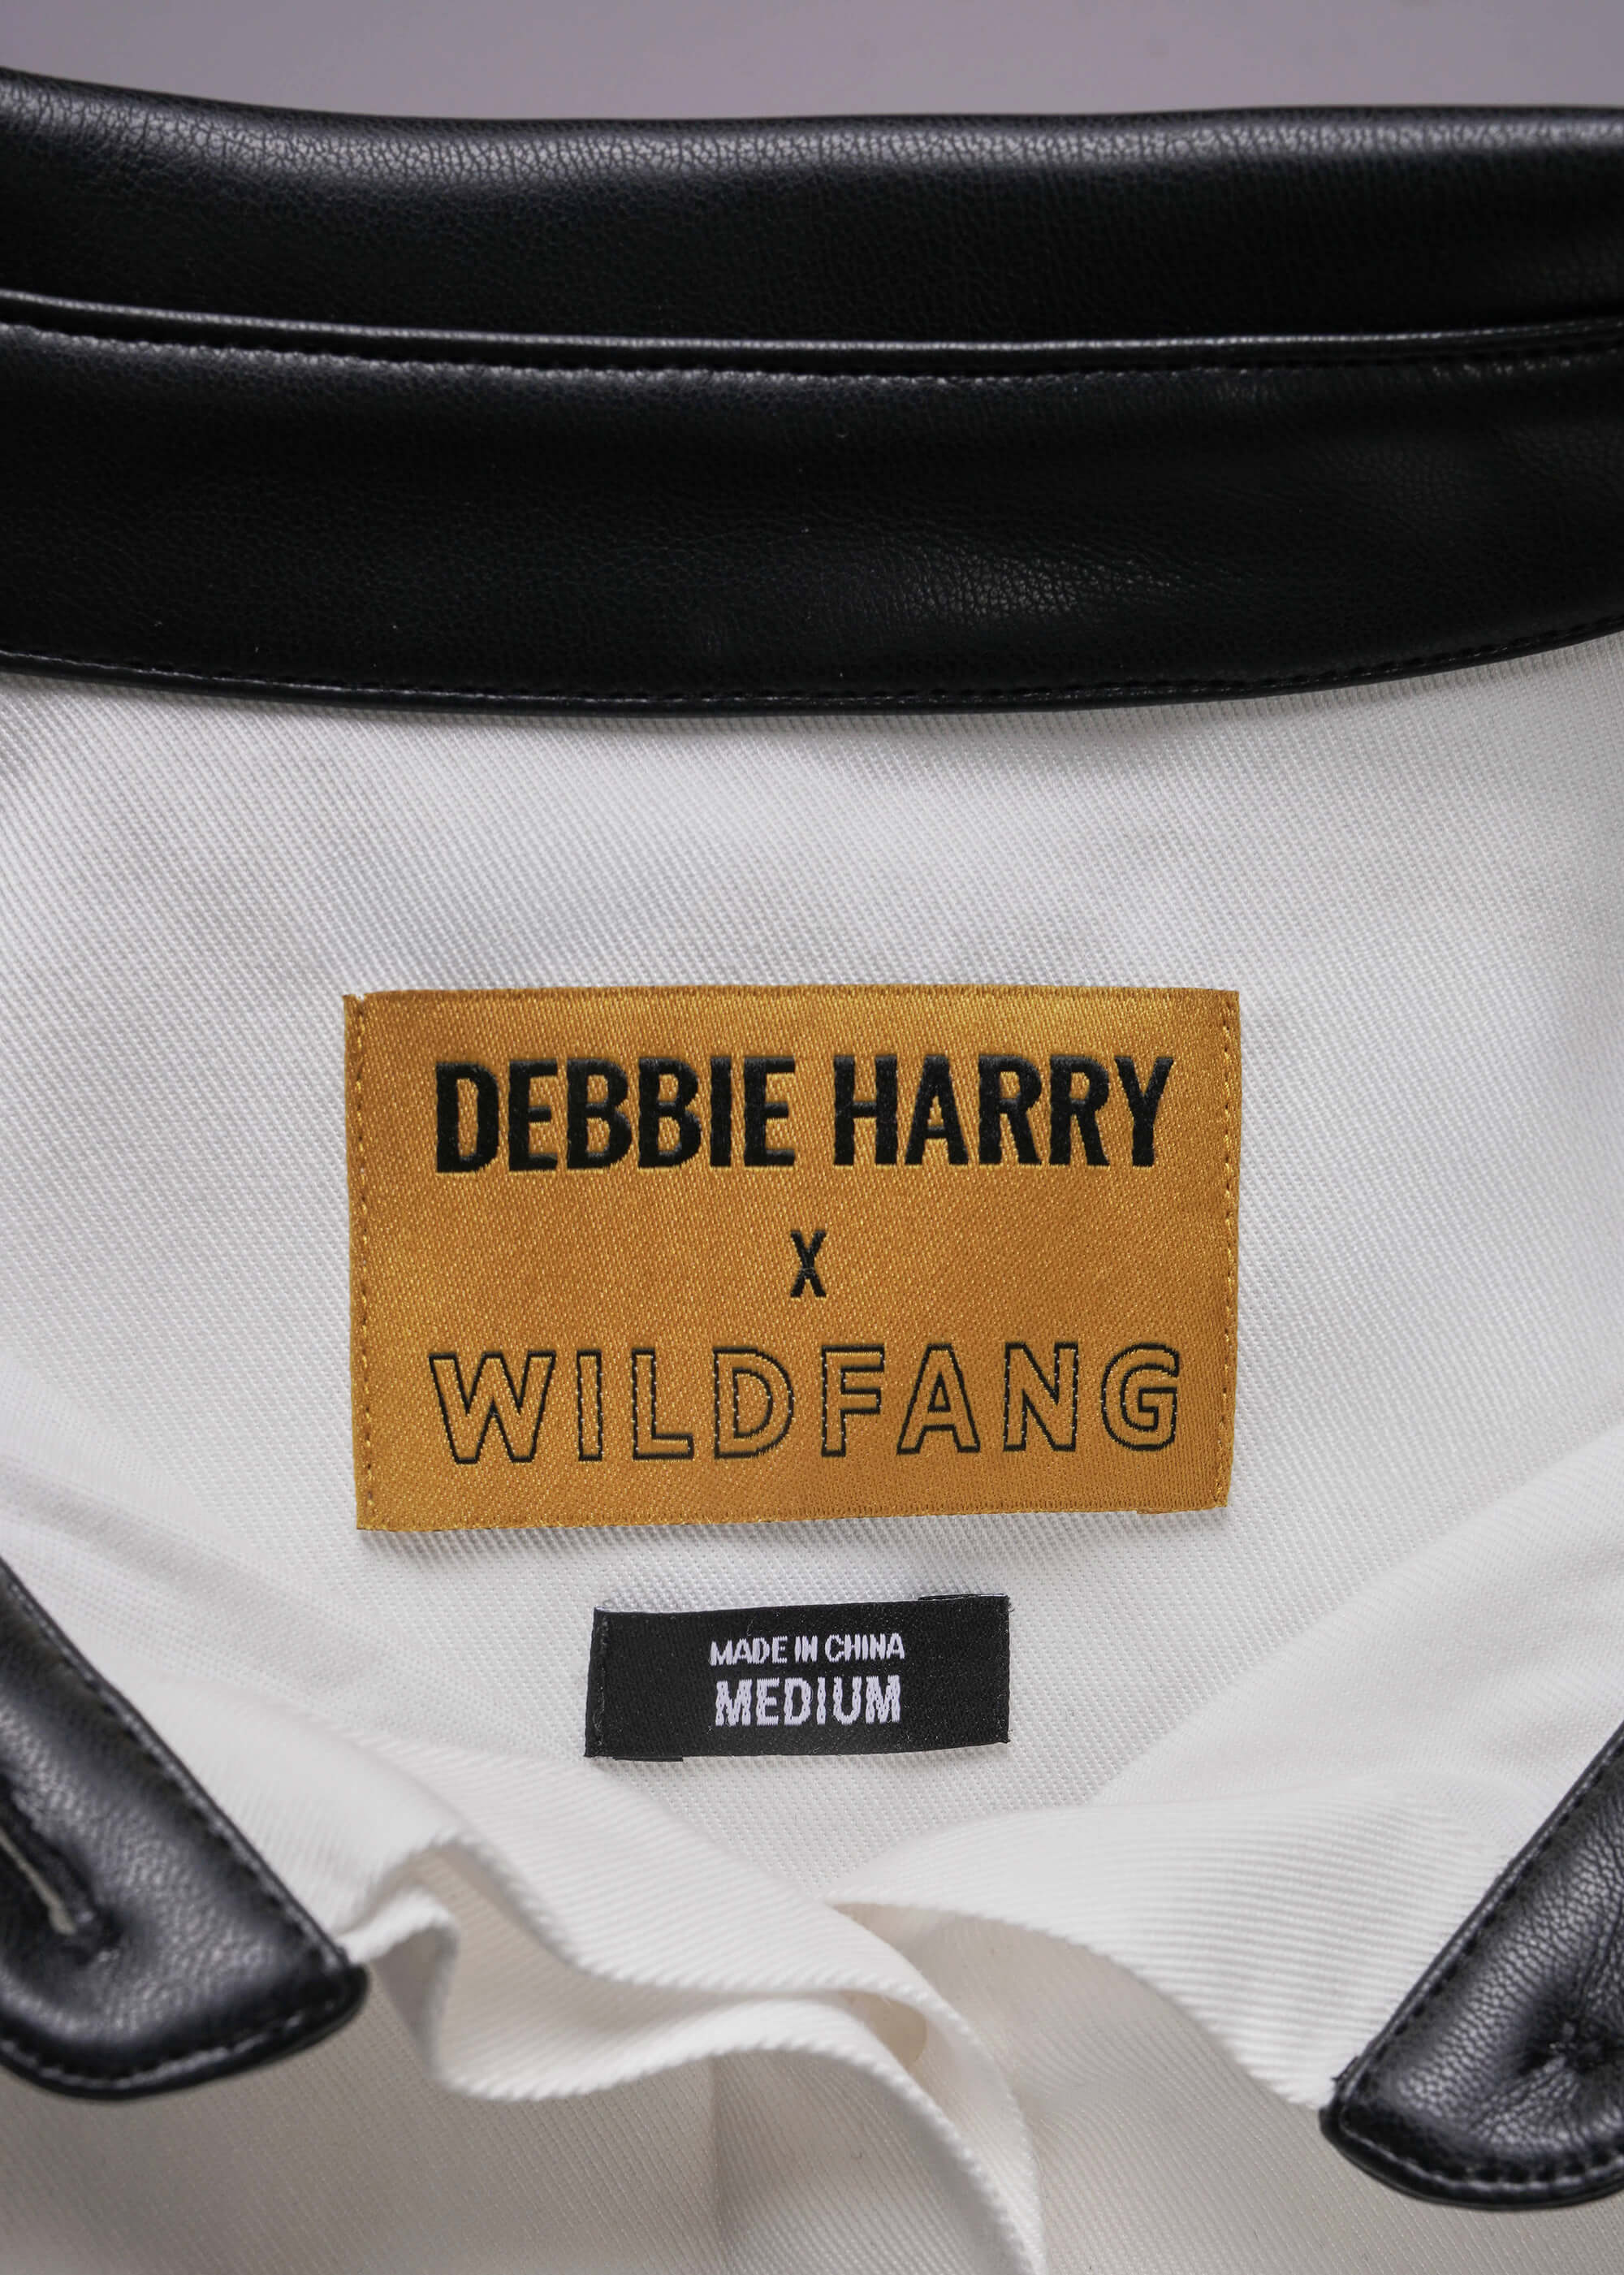 DEBBIE HARRY
X
WILDFANG
MADE IN CHINA
MEDIUM